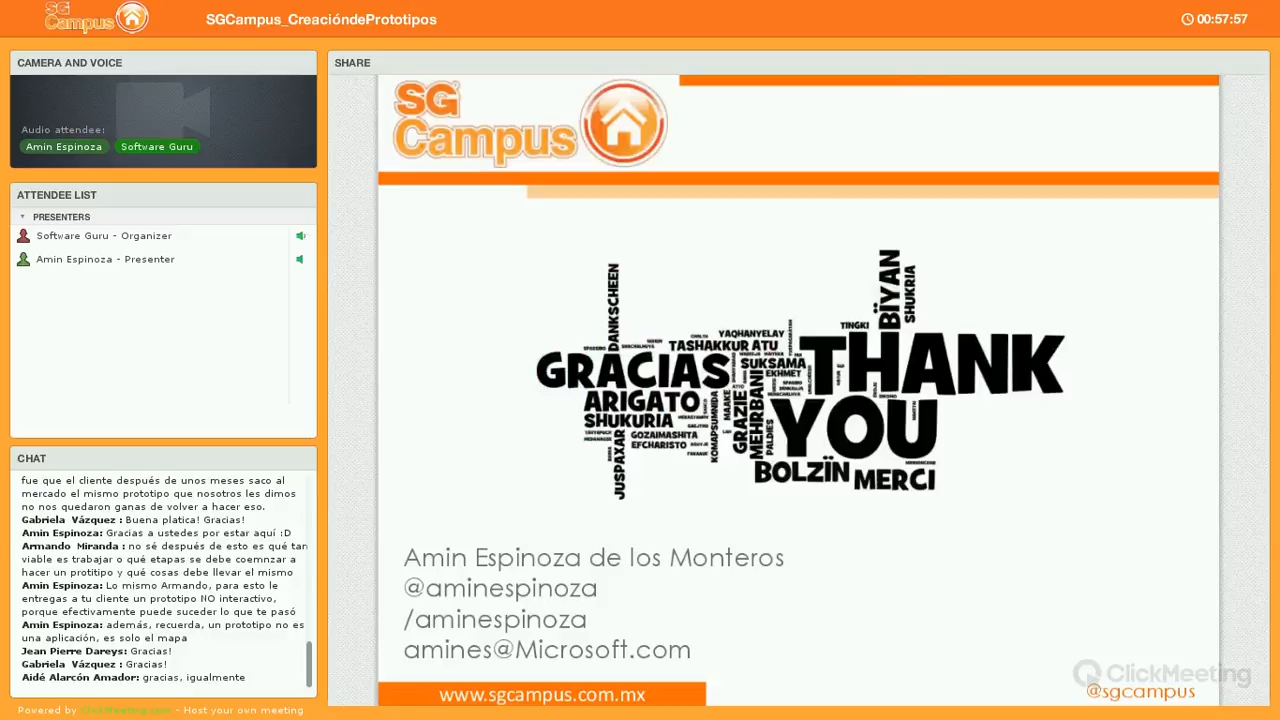 SG Campus
SGCampus_CreacióndePrototipos
00:57:57
CAMERA AND VOICE
Audio attendee:
Amin Espinoza
Software Guru
ATTENDEE LIST
PRESENTERS
Software Guru - Organizer
Amin Espinoza - Presenter
CHAT
fue que el cliente después de unos meses saco al
mercado el mismo prototipo que nosotros les dimos
no nos quedaron ganas de volver a hacer eso.
Gabriela Vázquez : Buena platica! Gracias!
Amin Espinoza: Gracias a ustedes por estar aquí :D
Armando Miranda : no sé después de esto es qué tan
viable es trabajar o qué etapas se debe coemnzar a
hacer un protitipo y qué cosas debe llevar el mismo
Amin Espinoza: Lo mismo Armando, para esto le
entregas a tu cliente un prototipo NO interactivo,
porque efectivamente puede suceder lo que te pasó
Amin Espinoza: además, recuerda, un prototipo no es
una aplicación, es solo el mapa
Jean Pierre Dareys: Gracias!
Gabriela Vázquez : Gracias!
Aidé Alarcón Amador: gracias, igualmente
Powered by ClickMeeting.com - Host your own meeting
SHARE
SG
Campus
DANKSCHEEN
BÏYAN
SHUKRIA
TINGKI
YAQHANYELAY
TASHAKKUR ATU
GRACIAS
THANK
SUKSAMA
EKHMET
ARIGATO
SHUKURIA
GOZAIMASHITA
EFCHARISTO
JUSPAXAR
KOMAPSUMNIDA
MAAKE
GRAZIE
MEHRBANI
PALDIES
YOU
BOLZÏN
MERCI
Amin Espinoza de los Monteros
@aminespinoza
/aminespinoza
amines@Microsoft.com
www.sgcampus.com.mx
ClickMeeting
@sgcampus